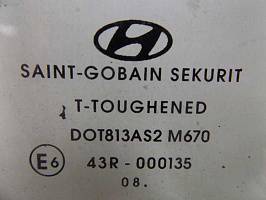 SAINT-GOBAIN SEKURIT
T-TOUGHENED
DOT813AS2 M670
E6 43R-000135
08.